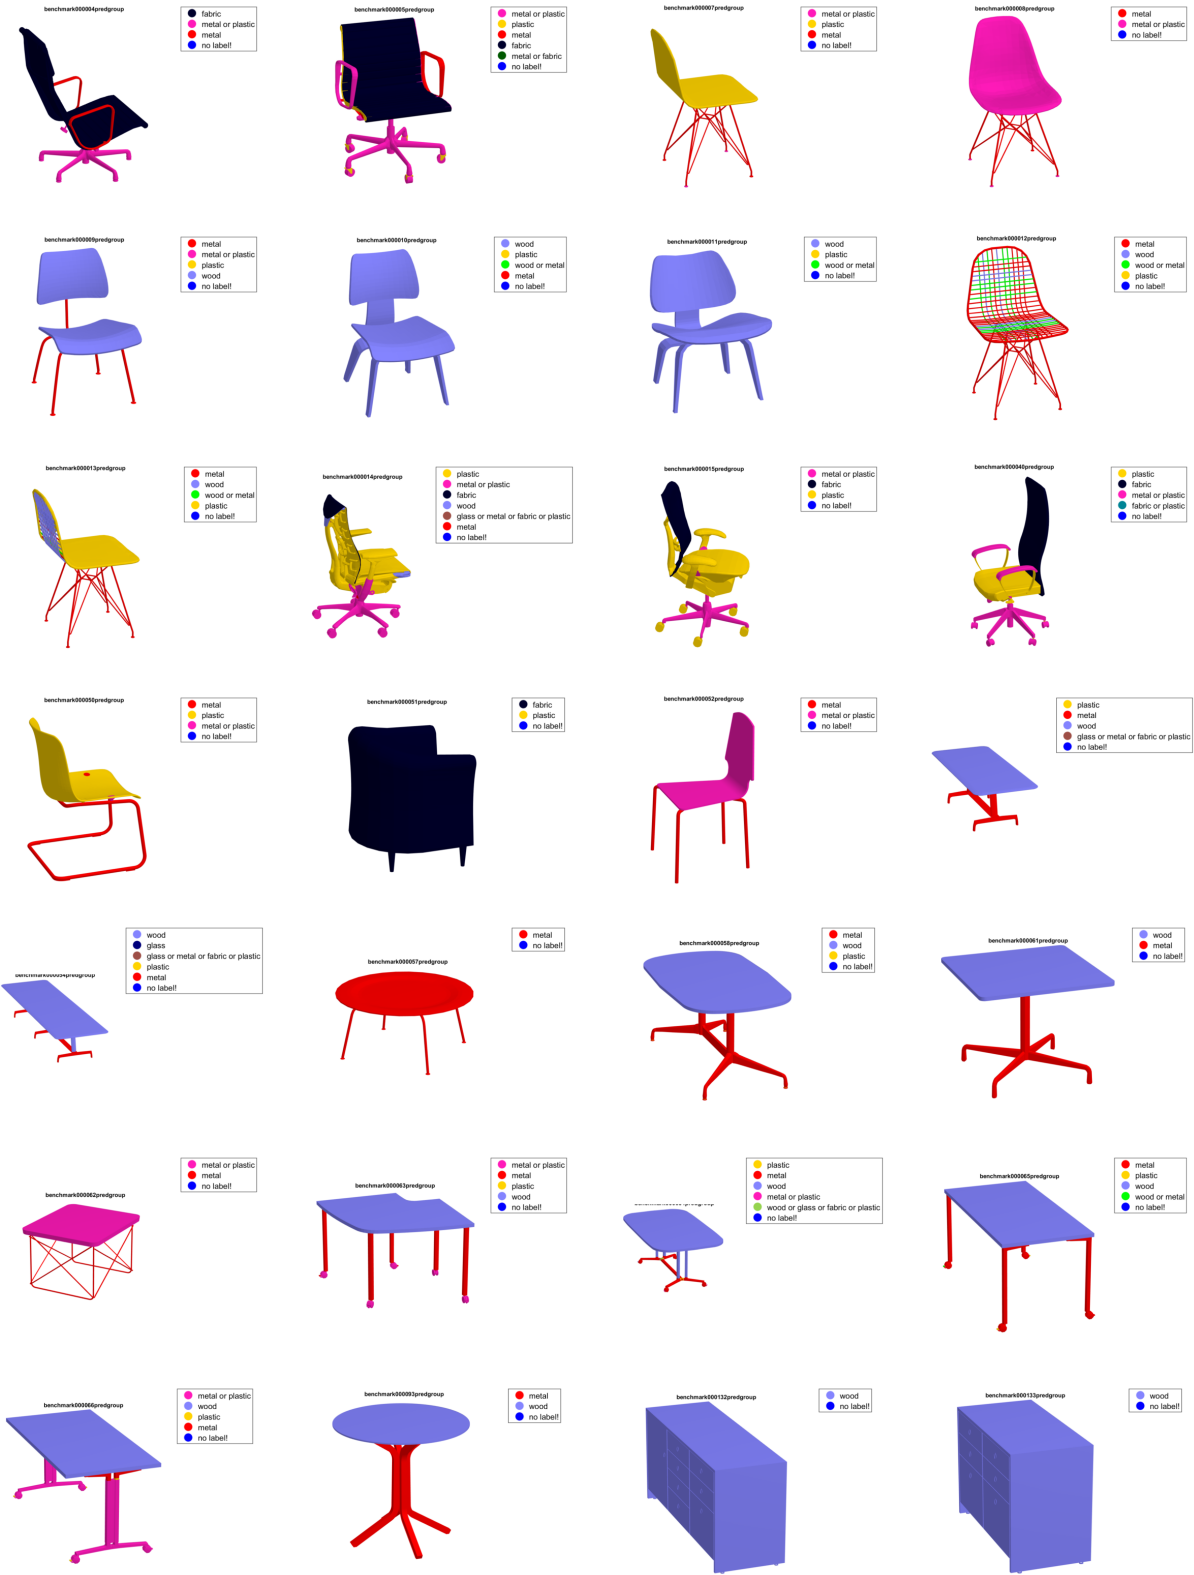 benchmark000004predgroup
fabric
metal or plastic
metal
no label!
benchmark000005predgroup
metal or plastic
plastic
metal
fabric
metal or fabric
no label!
benchmark000007predgroup
metal or plastic
plastic
metal
no label!
benchmark000008predgroup
metal
metal or plastic
no label!
benchmark000009predgroup
metal
metal or plastic
plastic
wood
no label!
benchmark000010predgroup
wood
plastic
wood or metal
metal
no label!
benchmark000011predgroup
wood
plastic
wood or metal
no label!
benchmark000012predgroup
metal
wood
wood or metal
plastic
no label!
benchmark000013predgroup
metal
wood
wood or metal
plastic
no label!
benchmark000014predgroup
plastic
metal or plastic
fabric
wood
glass or metal or fabric or plastic
metal
no label!
benchmark000015predgroup
metal or plastic
fabric
plastic
no label!
benchmark000040predgroup
plastic
fabric
metal or plastic
fabric or plastic
no label!
benchmark000050predgroup
metal
plastic
metal or plastic
no label!
benchmark000051predgroup
fabric
plastic
no label!
benchmark000052predgroup
metal
metal or plastic
no label!
plastic
metal
wood
glass or metal or fabric or plastic
no label!
wood
glass
glass or metal or fabric or plastic
plastic
metal
no label!
benchmark000057predgroup
metal
no label!
benchmark000058predgroup
metal
wood
plastic
no label!
benchmark000061predgroup
wood
metal
no label!
benchmark000062predgroup
metal or plastic
metal
no label!
benchmark000063predgroup
metal or plastic
metal
plastic
wood
no label!
plastic
metal
wood
metal or plastic
wood or glass or fabric or plastic
no label!
benchmark000065predgroup
metal
plastic
wood
wood or metal
no label!
benchmark000066predgroup
metal or plastic
wood
plastic
metal
no label!
benchmark000093predgroup
metal
wood
no label!
benchmark000132predgroup
wood
no label!
benchmark000133predgroup
wood
no label!